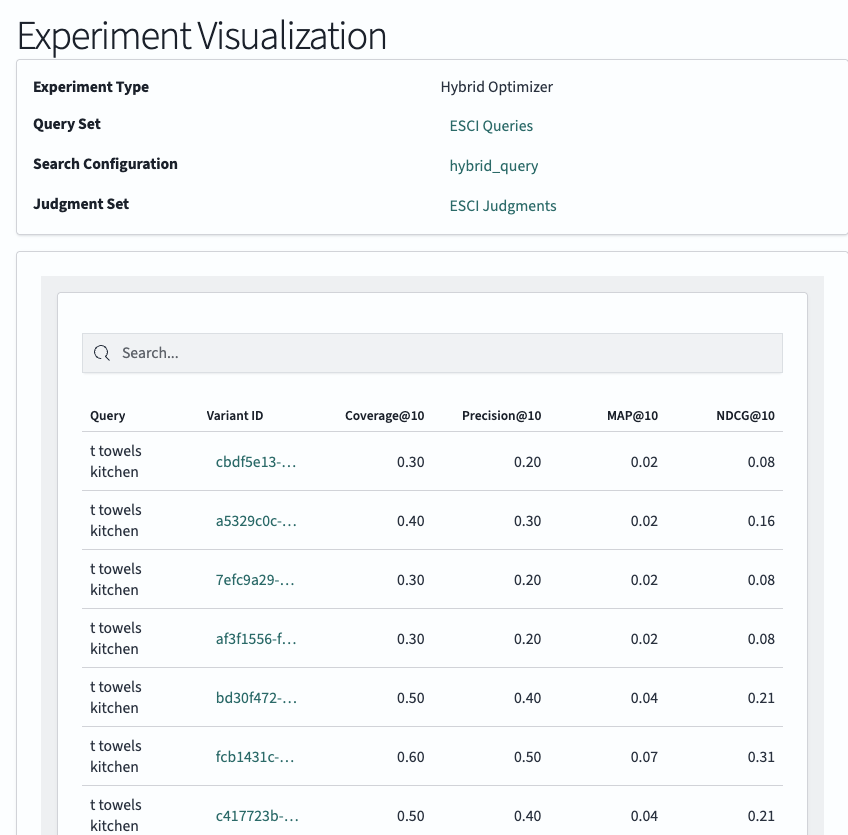 Experiment Visualization
Experiment Type Hybrid Optimizer
Query Set ESCI Queries
Search Configuration hybrid_query
Judgment Set ESCI Judgments
Search...
Query Variant ID Coverage@10 Precision@10 MAP@10 NDCG@10
t towels
kitchen cbdf5e13-... 0.30 0.20 0.02 0.08
t towels
kitchen a5329c0c-... 0.40 0.30 0.02 0.16
t towels
kitchen 7efc9a29-... 0.30 0.20 0.02 0.08
t towels
kitchen af3f1556-f... 0.30 0.20 0.02 0.08
t towels
kitchen bd30f472-... 0.50 0.40 0.04 0.21
t towels
kitchen fcb1431c-... 0.60 0.50 0.07 0.31
t towels
kitchen c417723b-... 0.50 0.40 0.04 0.21